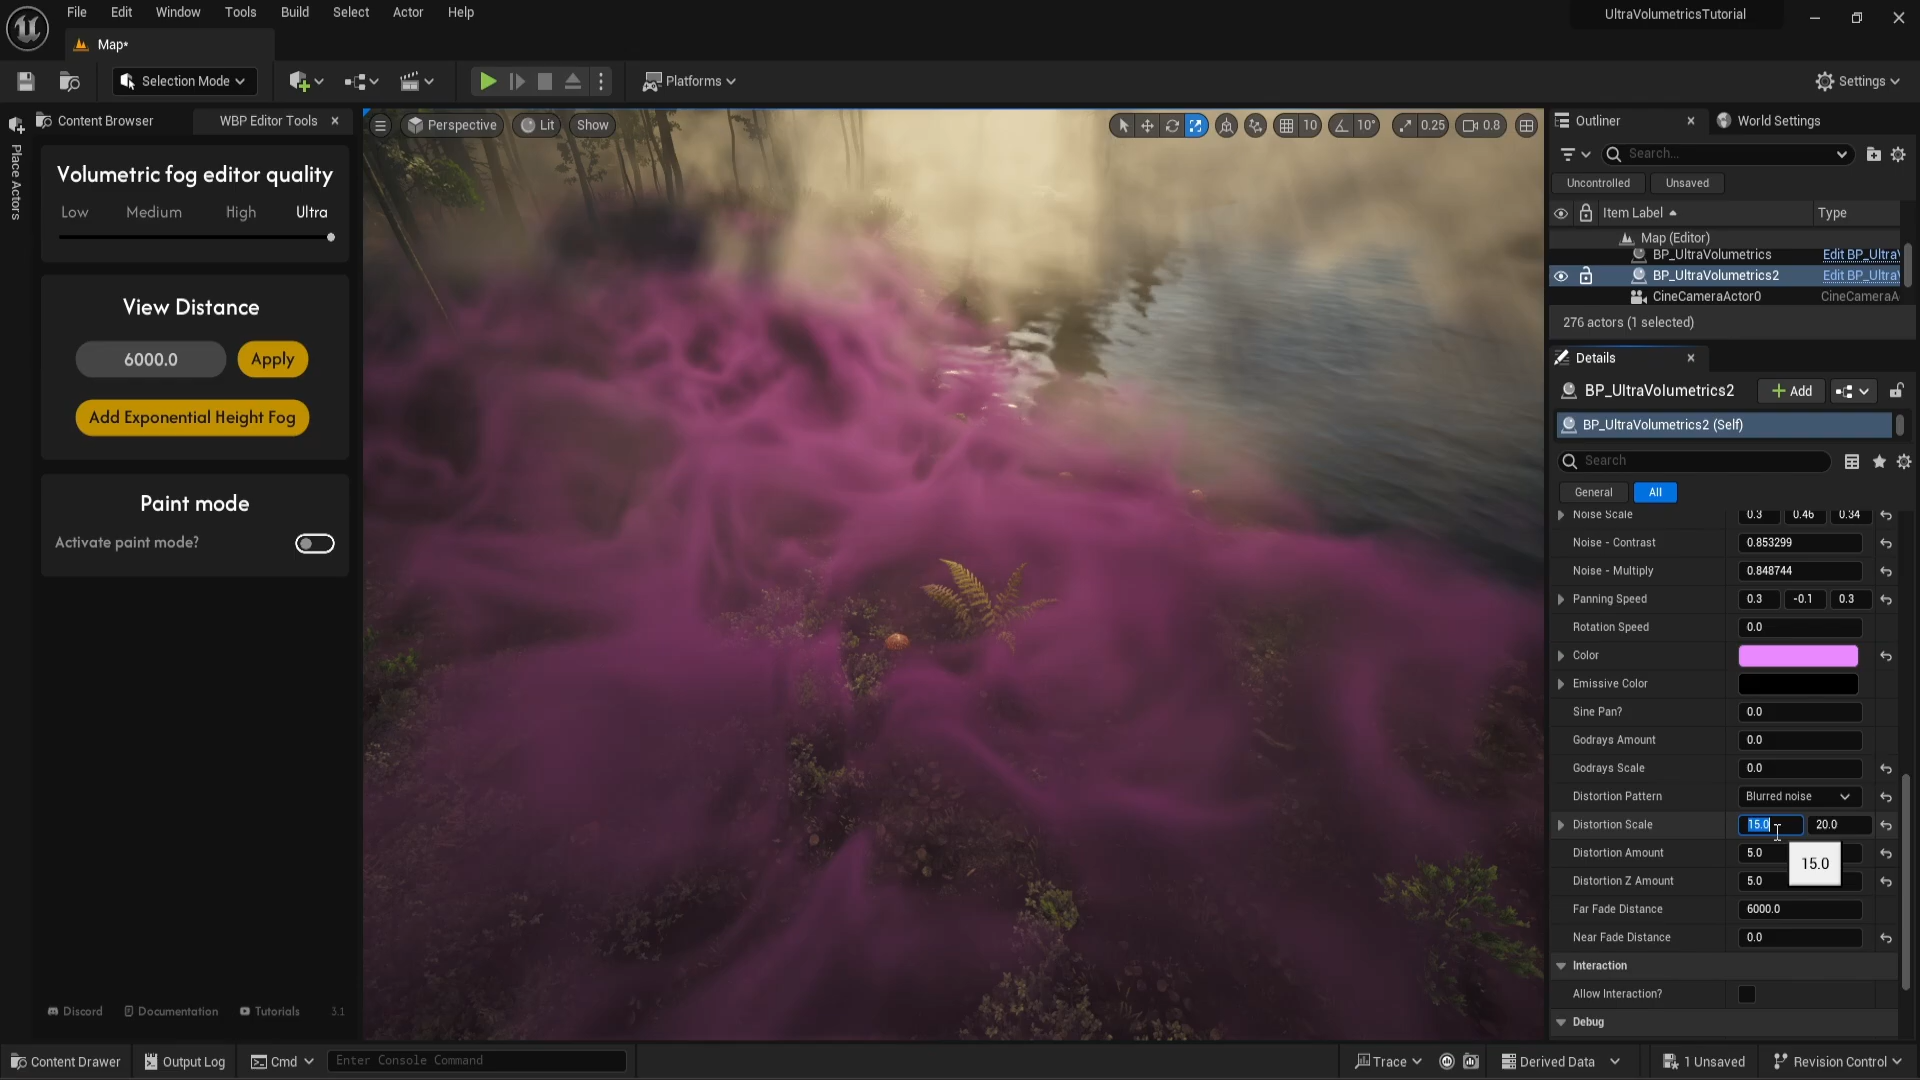 File Edit Window Tools Build Select Actor Help
UltraVolumetricsTutorial
Map*
Selection Mode
Platforms
Settings
Place Actors
Content Browser
WBP Editor Tools
Volumetric fog editor quality
Low Medium High Ultra
View Distance
6000.0 Apply
Add Exponential Height Fog
Paint mode
Activate paint mode?
Discord Documentation Tutorials 3.1
Perspective Lit Show
10 10° 0.25 0.8
Outliner World Settings
Search...
Uncontrolled Unsaved
Item Label Type
Map (Editor)
BP_UltraVolumetrics Edit BP_UltraV
BP_UltraVolumetrics2 Edit BP_UltraV
CineCameraActor0 CineCameraA
276 actors (1 selected)
Details
BP_UltraVolumetrics2 Add
BP_UltraVolumetrics2 (Self)
Search
General All
Noise Scale 0.3 0.46 0.34
Noise - Contrast 0.853299
Noise - Multiply 0.848744
Panning Speed 0.3 -0.1 0.3
Rotation Speed 0.0
Color
Emissive Color
Sine Pan? 0.0
Godrays Amount 0.0
Godrays Scale 0.0
Distortion Pattern Blurred noise
Distortion Scale 15.0 20.0
Distortion Amount 5.0
15.0
Distortion Z Amount 5.0
Far Fade Distance 6000.0
Near Fade Distance 0.0
Interaction
Allow Interaction?
Debug
Content Drawer Output Log Cmd Enter Console Command
Trace Derived Data 1 Unsaved Revision Control